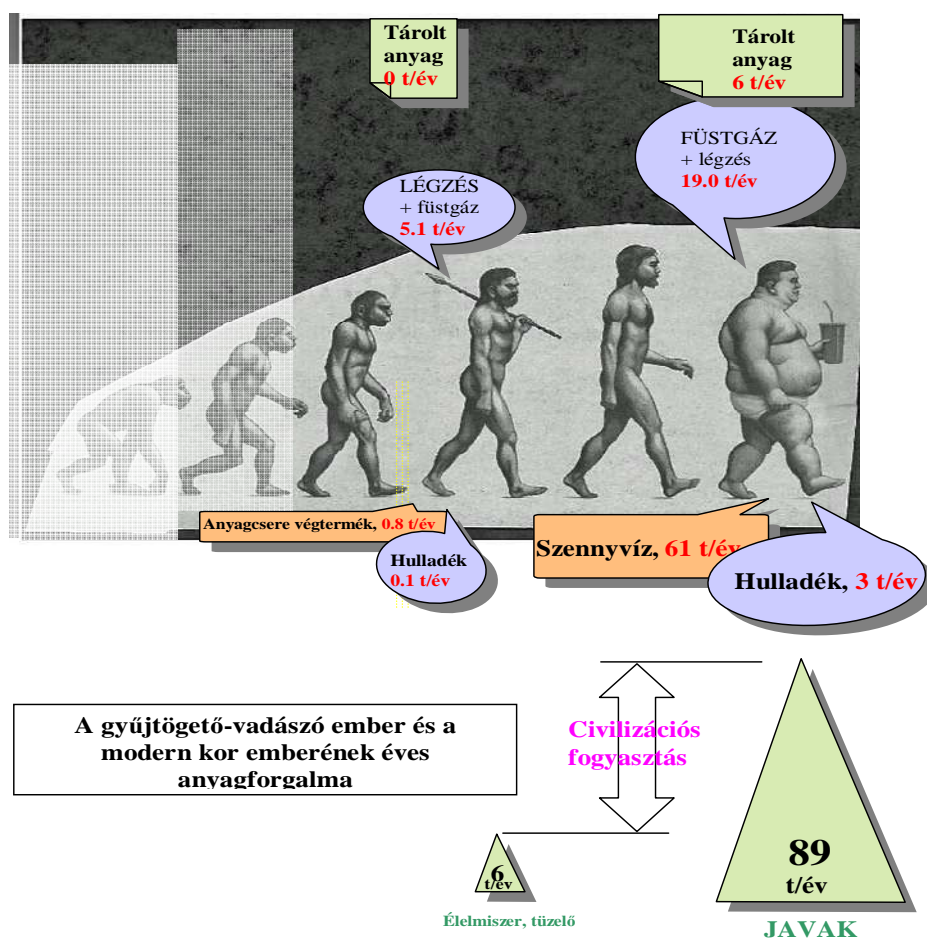 Tárolt
anyag
0 t/év
Tárolt
anyag
6 t/év
FÜSTGÁZ
+ légzés
19.0 t/év
LÉGZÉS
+ füstgáz
5.1 t/év
Anyagcsere végtermék, 0.8 t/év
Hulladék
0.1 t/év
Szennyvíz, 61 t/év
Hulladék, 3 t/év
A gyűjtögető-vadászó ember és a
modern kor emberének éves
anyagforgalma
Civilizációs
fogyasztás
6
t/év
Élelmiszer, tüzelő
89
t/év
JAVAK